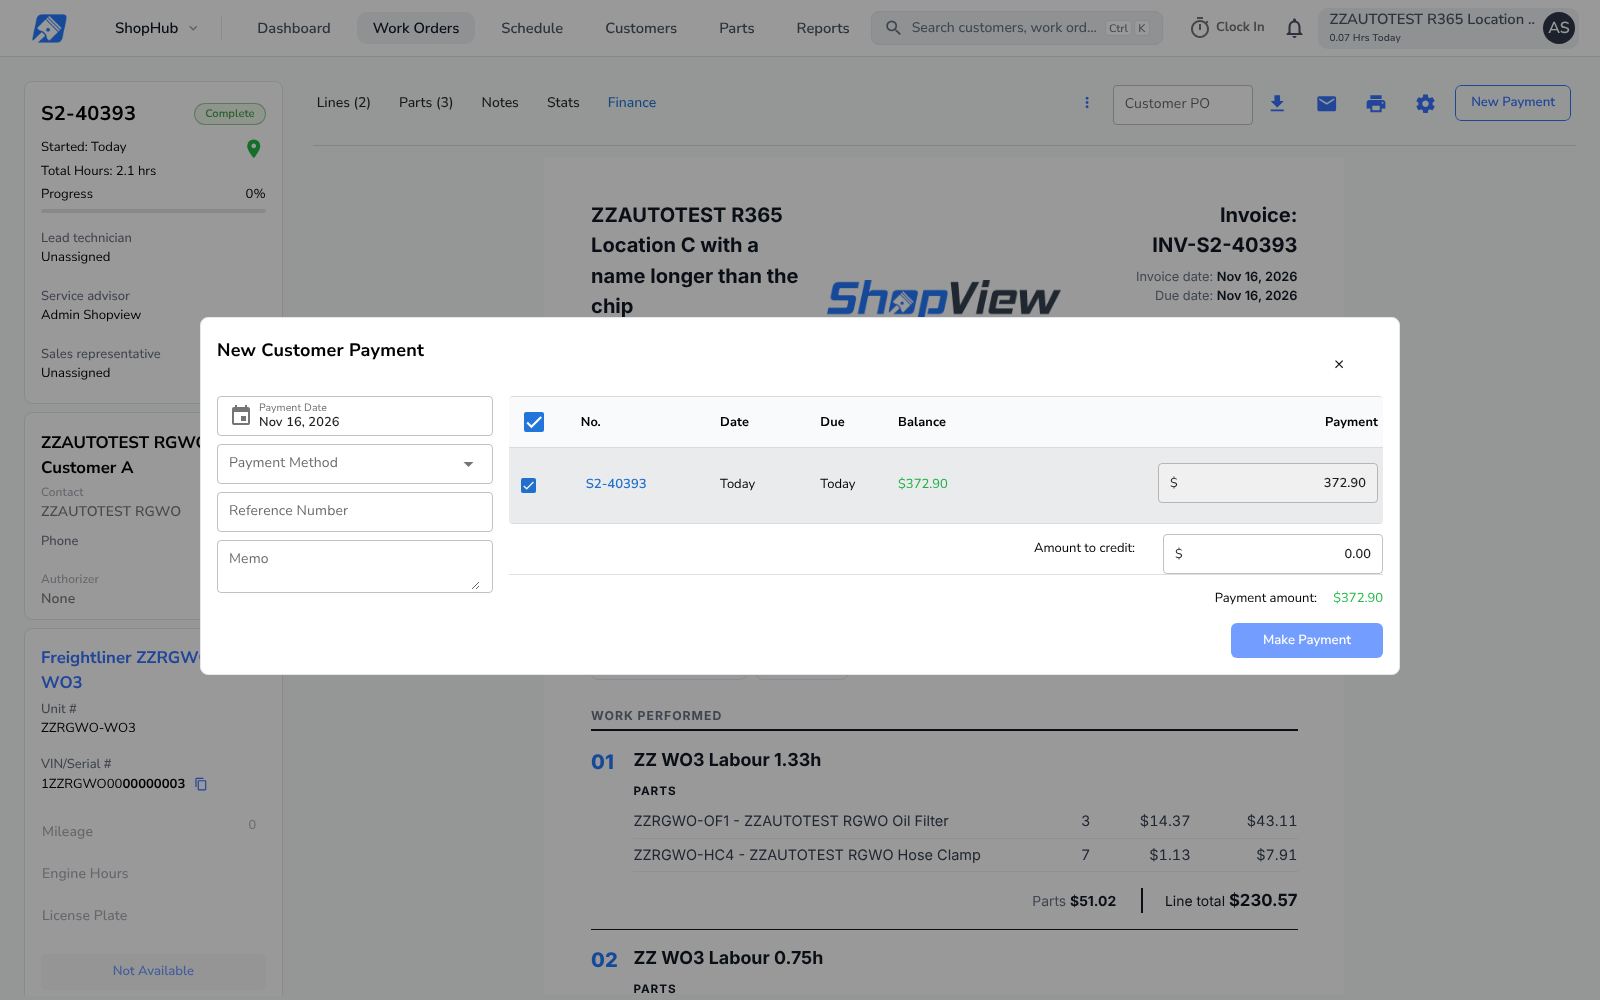 ShopHub
Dashboard
Work Orders
Schedule
Customers
Parts
Reports
Search customers, work ord...
Ctrl
K
Clock In
ZZAUTOTEST R365 Location ..
0.07 Hrs Today
AS
S2-40393
Complete
Started: Today
Total Hours: 2.1 hrs
Progress
0%
Lead technician
Unassigned
Service advisor
Admin Shopview
Sales representative
Unassigned
ZZAUTOTEST RGWO
Customer A
Contact
ZZAUTOTEST RGWO
Phone
Authorizer
None
Freightliner ZZRGW
WO3
Unit #
ZZRGWO-WO3
VIN/Serial #
1ZZRGWO0000000003
Mileage
0
Engine Hours
License Plate
Not Available
Lines (2)
Parts (3)
Notes
Stats
Finance
Customer PO
New Payment
ZZAUTOTEST R365
Location C with a
name longer than the
chip
ShopView
Invoice:
INV-S2-40393
Invoice date: Nov 16, 2026
Due date: Nov 16, 2026
New Customer Payment
×
Payment Date
Nov 16, 2026
Payment Method
Reference Number
Memo
No.
Date
Due
Balance
Payment
S2-40393
Today
Today
$372.90
$
372.90
Amount to credit:
$
0.00
Payment amount:
$372.90
Make Payment
WORK PERFORMED
01
ZZ WO3 Labour 1.33h
PARTS
ZZRGWO-OF1 - ZZAUTOTEST RGWO Oil Filter
3
$14.37
$43.11
ZZRGWO-HC4 - ZZAUTOTEST RGWO Hose Clamp
7
$1.13
$7.91
Parts $51.02
Line total $230.57
02
ZZ WO3 Labour 0.75h
PARTS